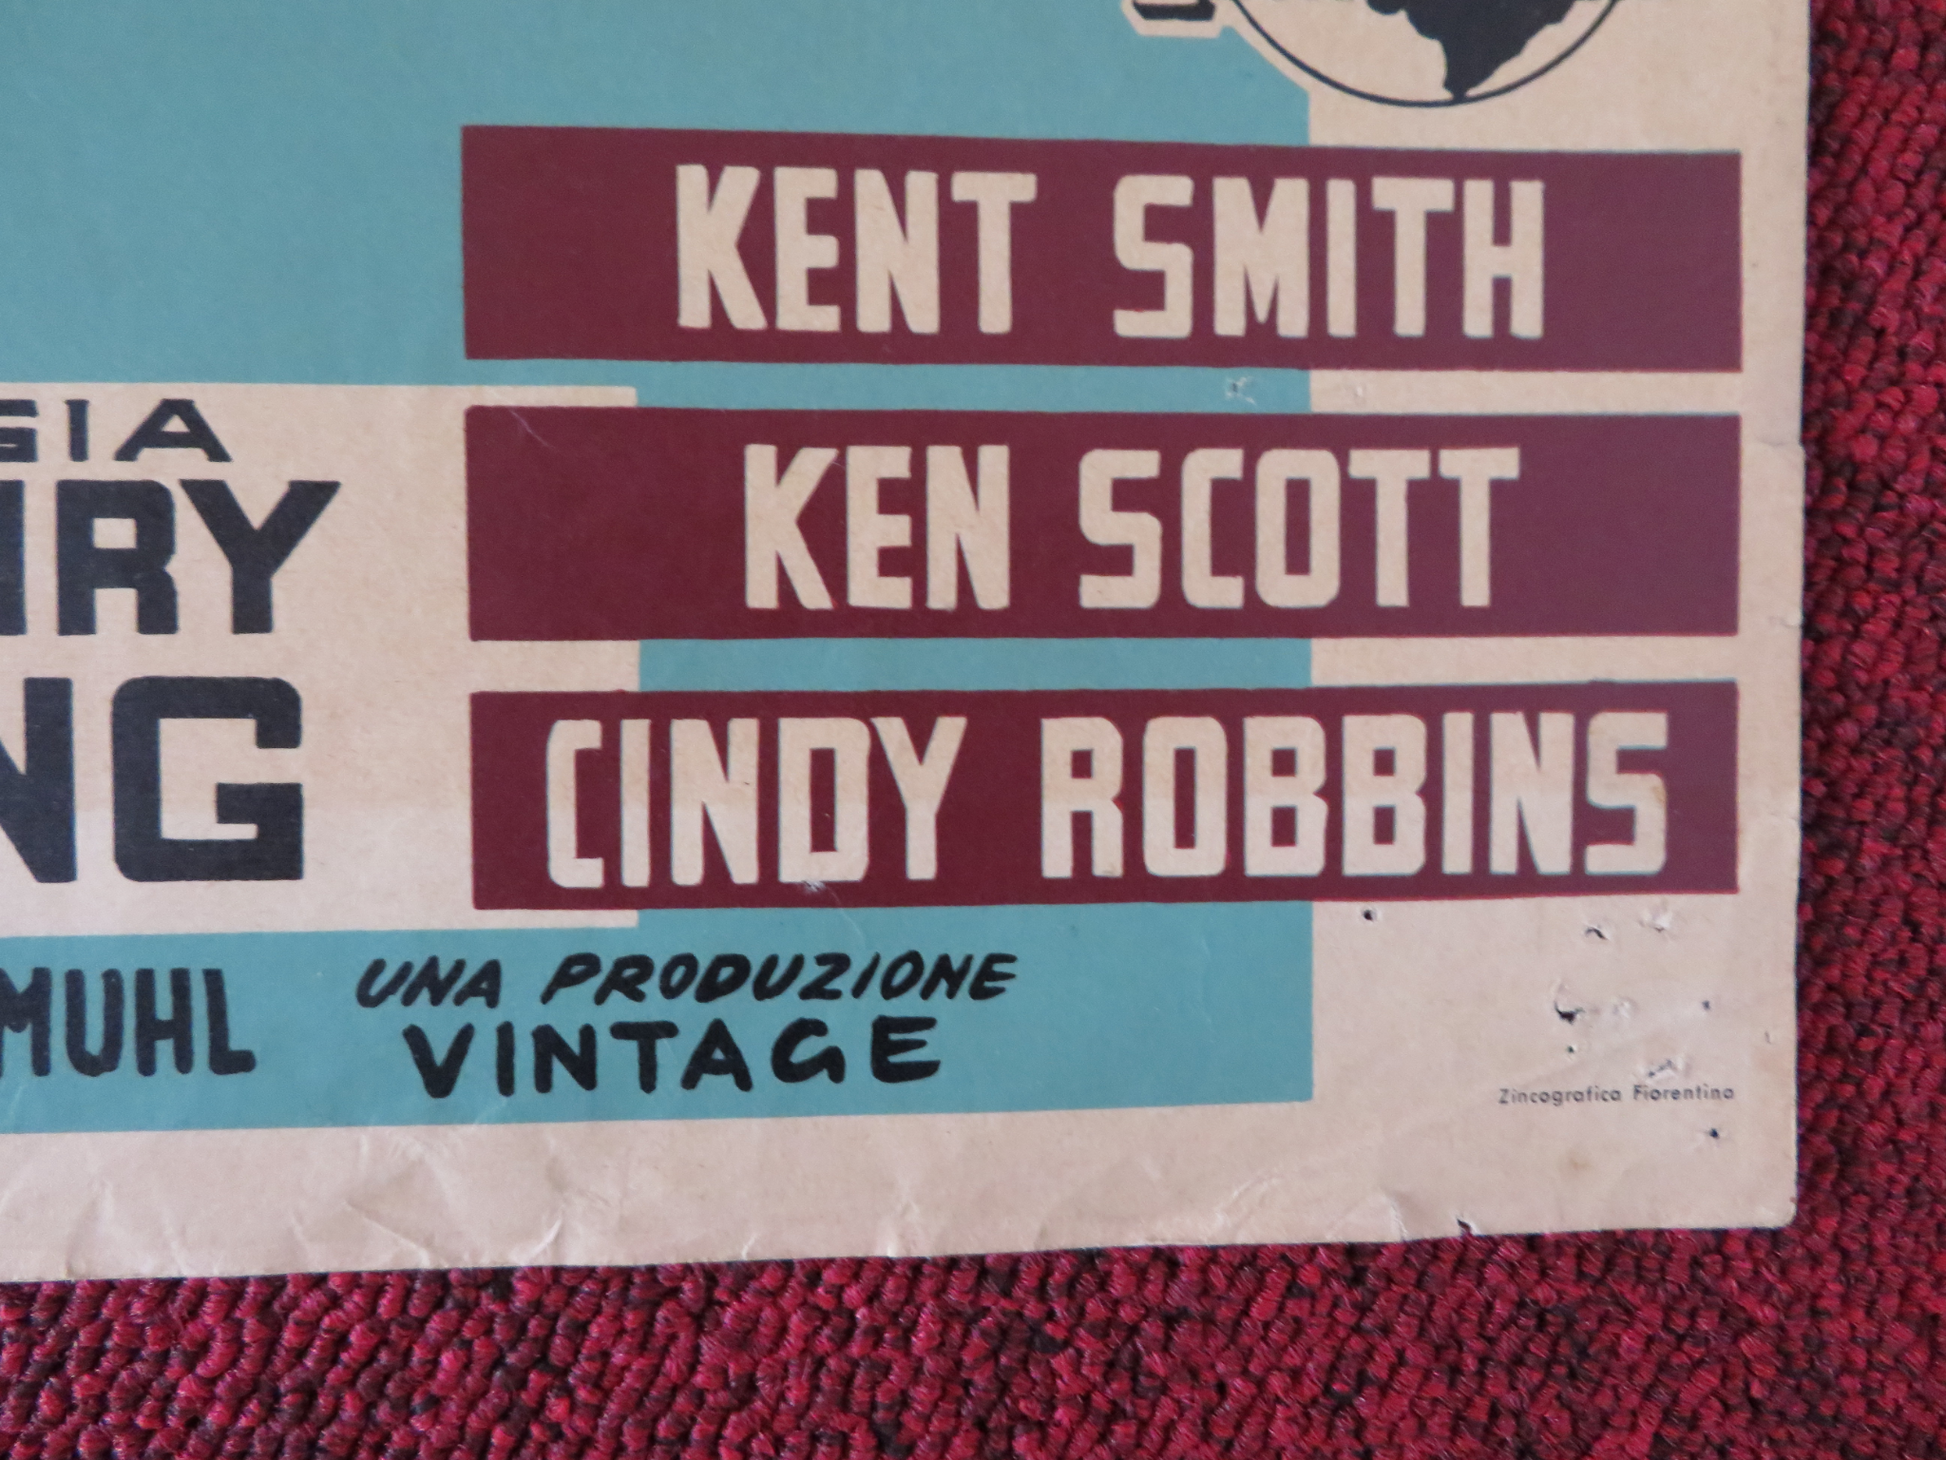 KENT SMITH
KEN SCOTT
CINDY ROBBINS
MUHL
UNA PRODUZIONE
VINTAGE
Zincografica Fiorentina